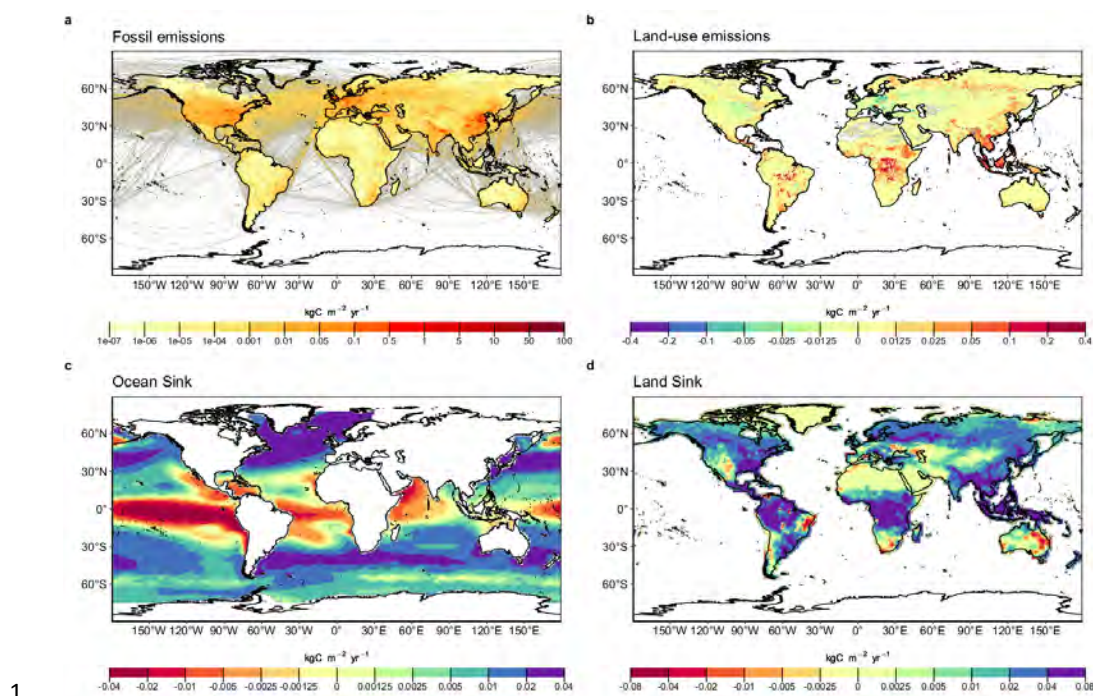 a
Fossil emissions
60°N
30°N
0°
30°S
60°S
150°W 120°W 90°W 60°W 30°W 0° 30°E 60°E 90°E 120°E 150°E
kgC m−2 yr−1
1e-07 1e-06 1e-05 1e-04 0.001 0.01 0.05 0.1 0.5 1 5 10 50 100
b
Land-use emissions
60°N
30°N
0°
30°S
60°S
150°W 120°W 90°W 60°W 30°W 0° 30°E 60°E 90°E 120°E 150°E
kgC m−2 yr−1
-0.4 -0.2 -0.1 -0.05 -0.025 -0.0125 0 0.0125 0.025 0.05 0.1 0.2 0.4
c
Ocean Sink
60°N
30°N
0°
30°S
60°S
150°W 120°W 90°W 60°W 30°W 0° 30°E 60°E 90°E 120°E 150°E
kgC m−2 yr−1
-0.04 -0.02 -0.01 -0.005 -0.0025 0 0.0025 0.005 0.01 0.02 0.04
d
Land Sink
60°N
30°N
0°
30°S
60°S
150°W 120°W 90°W 60°W 30°W 0° 30°E 60°E 90°E 120°E 150°E
kgC m−2 yr−1
-0.08 -0.04 -0.02 -0.01 -0.005 -0.0025 0 0.0025 0.005 0.01 0.02 0.04 0.08
1